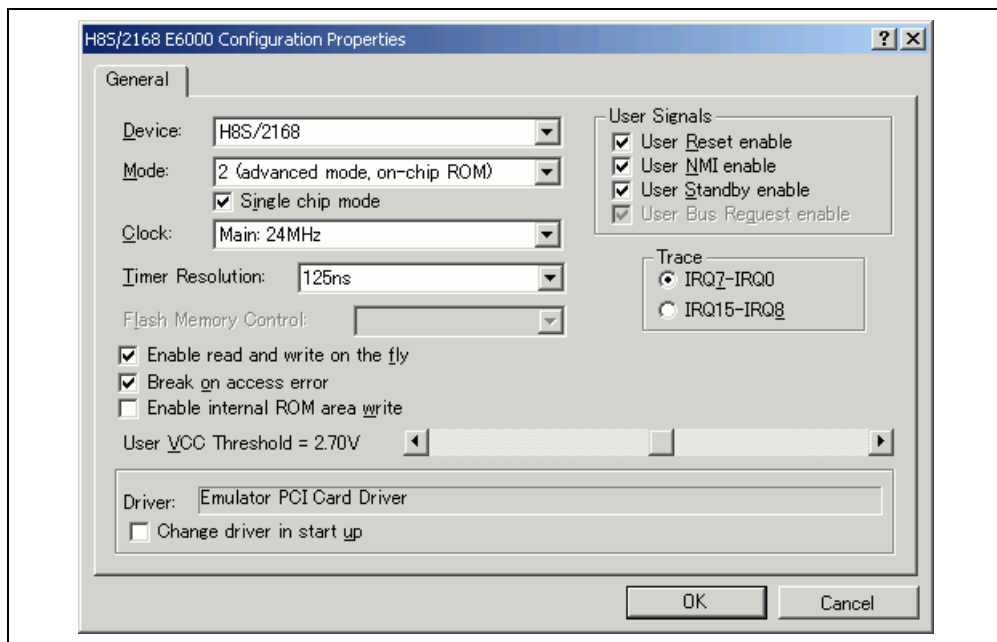 H8S/2168 E6000 Configuration Properties
General
Device: H8S/2168
Mode: 2 (advanced mode, on-chip ROM)
Single chip mode
Clock: Main: 24MHz
Timer Resolution: 125ns
Flash Memory Control:
Enable read and write on the fly
Break on access error
Enable internal ROM area write
User VCC Threshold = 2.70V
User Signals
User Reset enable
User NMI enable
User Standby enable
User Bus Reguest enable
Trace
IRQ7-IRQ0
IRQ15-IRQ8
Driver: Emulator PCI Card Driver
Change driver in start up
OK
Cancel